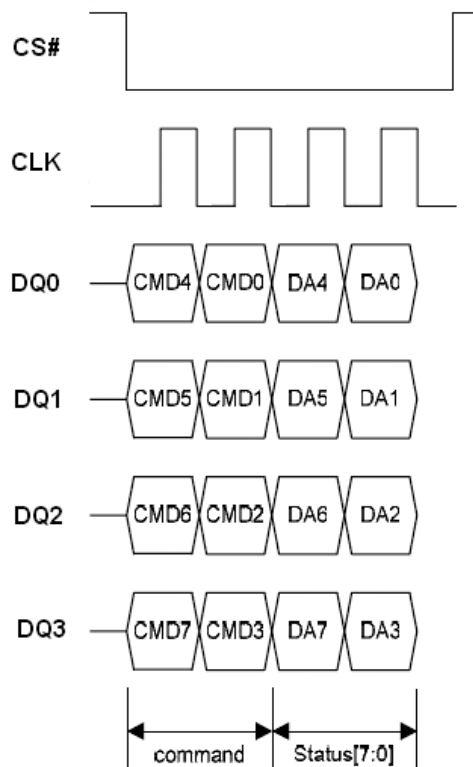 CS#
CLK
DQ0 CMD4 CMD0 DA4 DA0
DQ1 CMD5 CMD1 DA5 DA1
DQ2 CMD6 CMD2 DA6 DA2
DQ3 CMD7 CMD3 DA7 DA3
command Status[7:0]